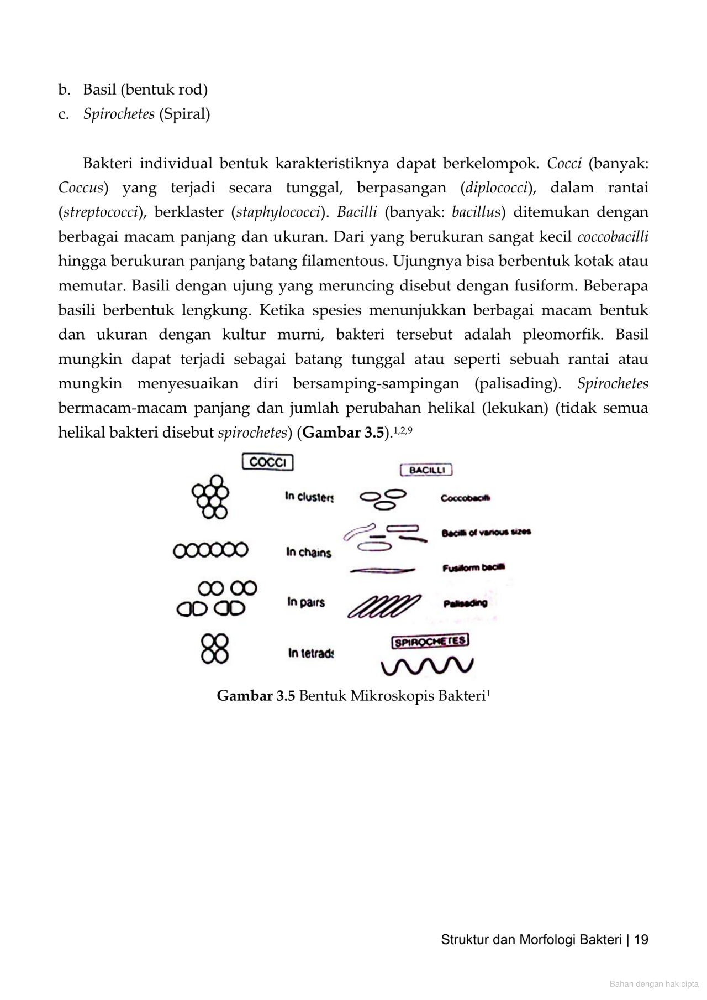 b. Basil (bentuk rod)
c. Spirochetes (Spiral)
Bakteri individual bentuk karakteristiknya dapat berkelompok. Cocci (banyak:
Coccus) yang terjadi secara tunggal, berpasangan (diplococci), dalam rantai
(streptococci), berklaster (staphylococci). Bacilli (banyak: bacillus) ditemukan dengan
berbagai macam panjang dan ukuran. Dari yang berukuran sangat kecil coccobacilli
hingga berukuran panjang batang filamentous. Ujungnya bisa berbentuk kotak atau
memutar. Basili dengan ujung yang meruncing disebut dengan fusiform. Beberapa
basili berbentuk lengkung. Ketika spesies menunjukkan berbagai macam bentuk
dan ukuran dengan kultur murni, bakteri tersebut adalah pleomorfik. Basil
mungkin dapat terjadi sebagai batang tunggal atau seperti sebuah rantai atau
mungkin menyesuaikan diri bersamping-sampingan (palisading). Spirochetes
bermacam-macam panjang dan jumlah perubahan helikal (lekukan) (tidak semua
helikal bakteri disebut spirochetes) (Gambar 3.5).1,2,9
COCCI
In clusters
In chains
In pairs
In tetrads
BACILLI
Coccobacilli
Bacilli of various sizes
Fusiform bacilli
Palisading
SPIROCHETES
Gambar 3.5 Bentuk Mikroskopis Bakteri1
Struktur dan Morfologi Bakteri | 19
Bahan dengan hak cipta